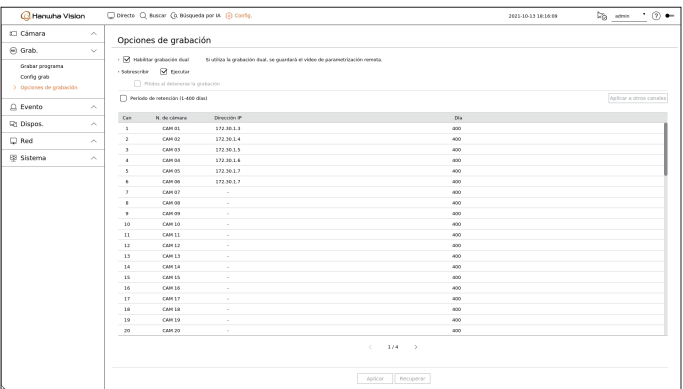 Hanwha Vision
Directo Buscar Búsqueda por IA Config. 2021-10-13 18:16:09 admin
Cámara
Grab.
Grabar programa
Config grab
Opciones de grabación
Evento
Dispos.
Red
Sistema
Opciones de grabación
Habilitar grabación dual Si utiliza la grabación dual, se guardará el vídeo de parametrización remota.
Sobrescribir Ejecutar
Pitidos al detenerse la grabación
Período de retención (1-400 días) Aplicar a otros canales
Can N. de cámara Dirección IP Día
1 CAM 01 172.30.1.3 400
2 CAM 02 172.30.1.4 400
3 CAM 03 172.30.1.5 400
4 CAM 04 172.30.1.6 400
5 CAM 05 172.30.1.7 400
6 CAM 06 172.30.1.7 400
7 CAM 07 - 400
8 CAM 08 - 400
9 CAM 09 - 400
10 CAM 10 - 400
11 CAM 11 - 400
12 CAM 12 - 400
13 CAM 13 - 400
14 CAM 14 - 400
15 CAM 15 - 400
16 CAM 16 - 400
17 CAM 17 - 400
18 CAM 18 - 400
19 CAM 19 - 400
20 CAM 20 - 400
< 1/4 >
Aplicar Recuperar